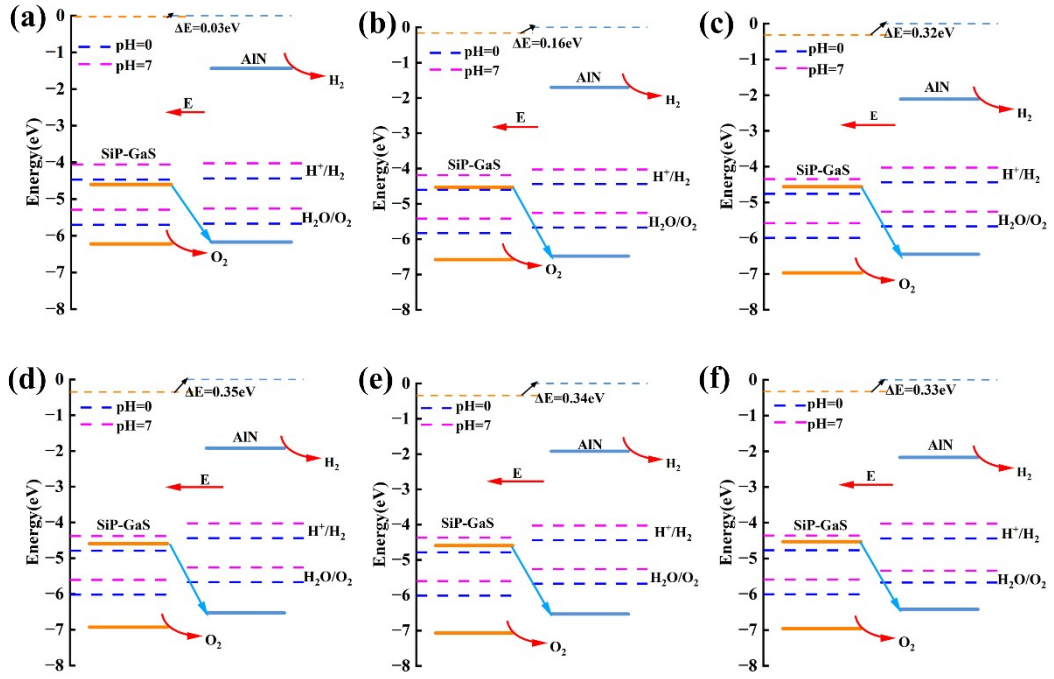 (a)
0
−1
−2
−3
−4
−5
−6
−7
−8
Energy(eV)
ΔE=0.03eV
pH=0
pH=7
AlN
H₂
E
SiP-GaS
H⁺/H₂
H₂O/O₂
O₂
(b)
0
−1
−2
−3
−4
−5
−6
−7
−8
Energy(eV)
ΔE=0.16eV
pH=0
pH=7
AlN
H₂
E
SiP-GaS
H⁺/H₂
H₂O/O₂
O₂
(c)
0
−1
−2
−3
−4
−5
−6
−7
−8
Energy(eV)
ΔE=0.32eV
pH=0
pH=7
AlN
H₂
E
SiP-GaS
H⁺/H₂
H₂O/O₂
O₂
(d)
0
−1
−2
−3
−4
−5
−6
−7
−8
Energy(eV)
ΔE=0.35eV
pH=0
pH=7
AlN
H₂
E
SiP-GaS
H⁺/H₂
H₂O/O₂
O₂
(e)
0
−1
−2
−3
−4
−5
−6
−7
−8
Energy(eV)
ΔE=0.34eV
pH=0
pH=7
AlN
H₂
E
SiP-GaS
H⁺/H₂
H₂O/O₂
O₂
(f)
0
−1
−2
−3
−4
−5
−6
−7
−8
Energy(eV)
ΔE=0.33eV
pH=0
pH=7
AlN
H₂
E
SiP-GaS
H⁺/H₂
H₂O/O₂
O₂